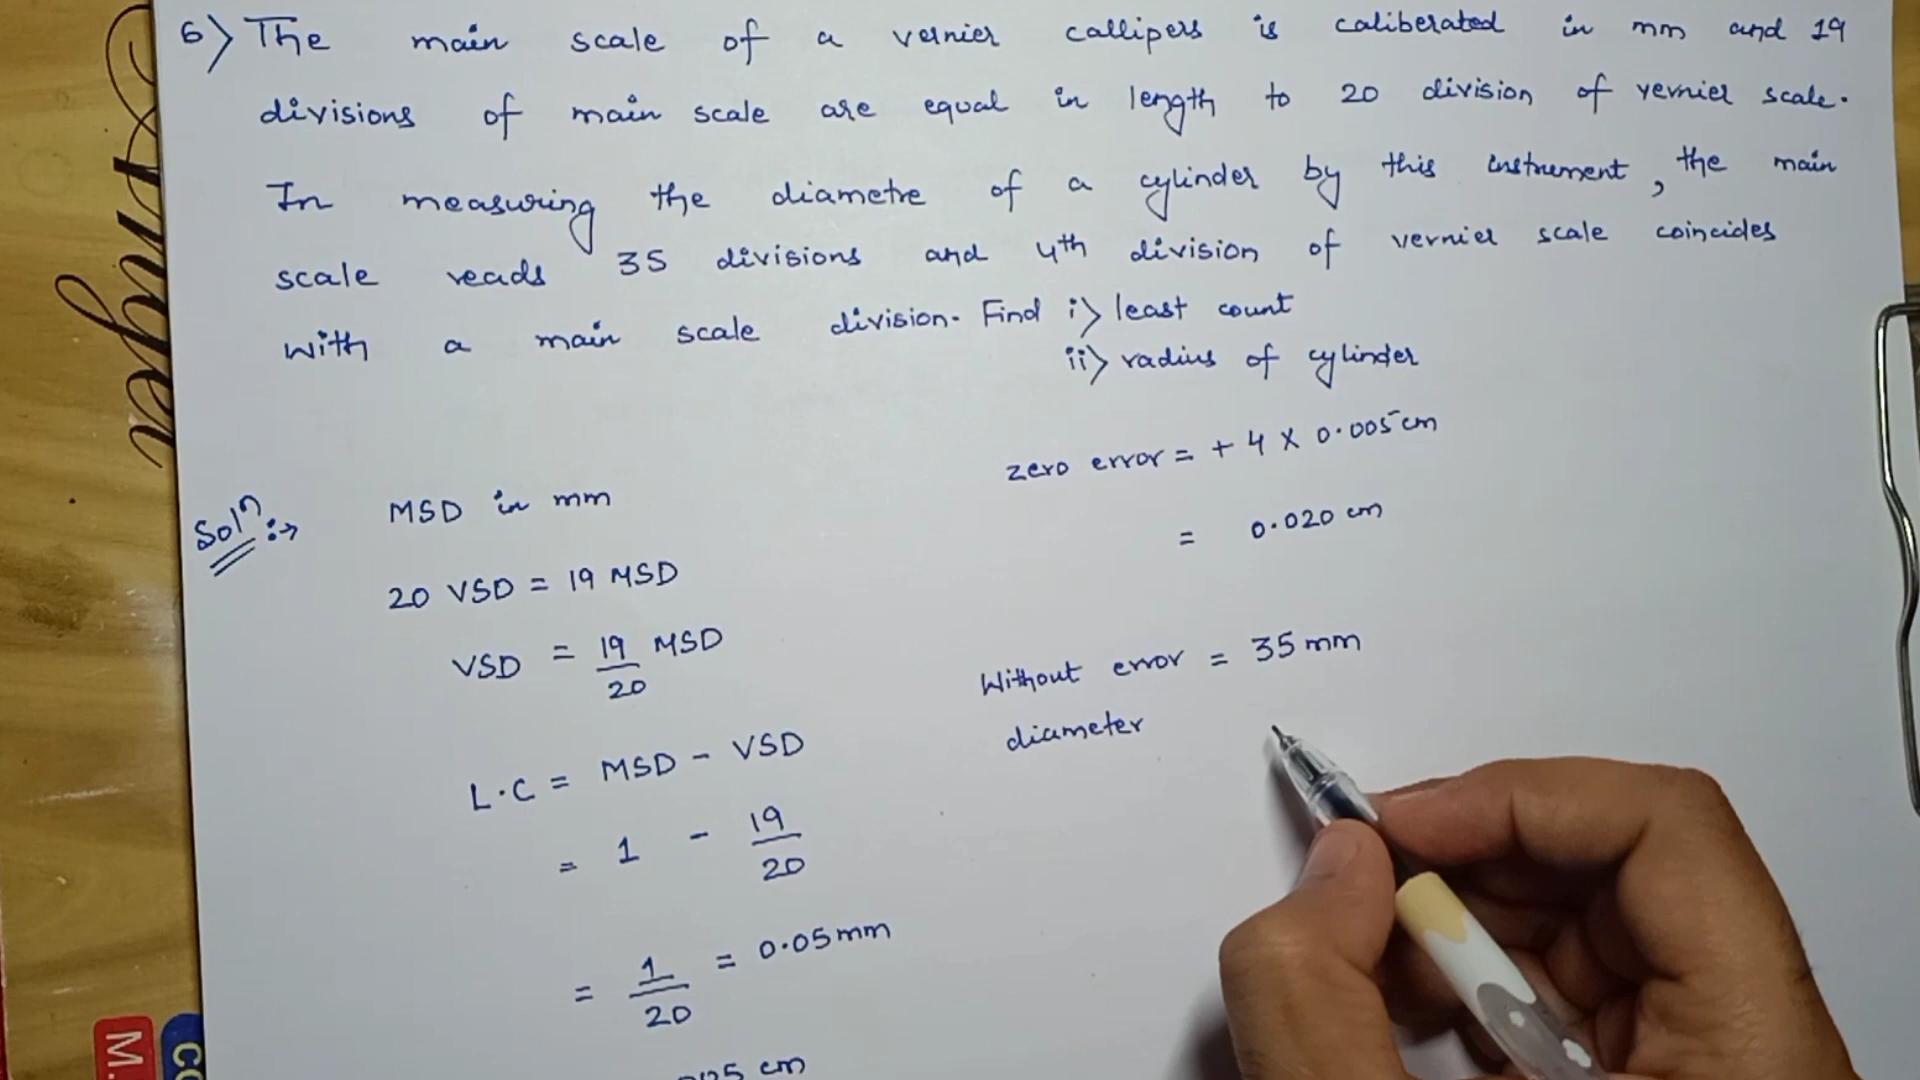 6) The main scale of a vernier callipers is caliberated in mm and 19
divisions of main scale are equal in length to 20 division of vernier scale.
In measuring the diametre of a cylinder by this instrument, the main
scale reads 35 divisions and 4th division of vernier scale coincides
with a main scale division. Find i) least count
ii) radius of cylinder
Soln :→
MSD in mm
20 VSD = 19 MSD
VSD = 19/20 MSD
L.C = MSD - VSD
= 1 - 19/20
= 1/20 = 0.05 mm
cm
zero error = + 4 × 0.005 cm
= 0.020 cm
Without error = 35 mm
diameter
M.